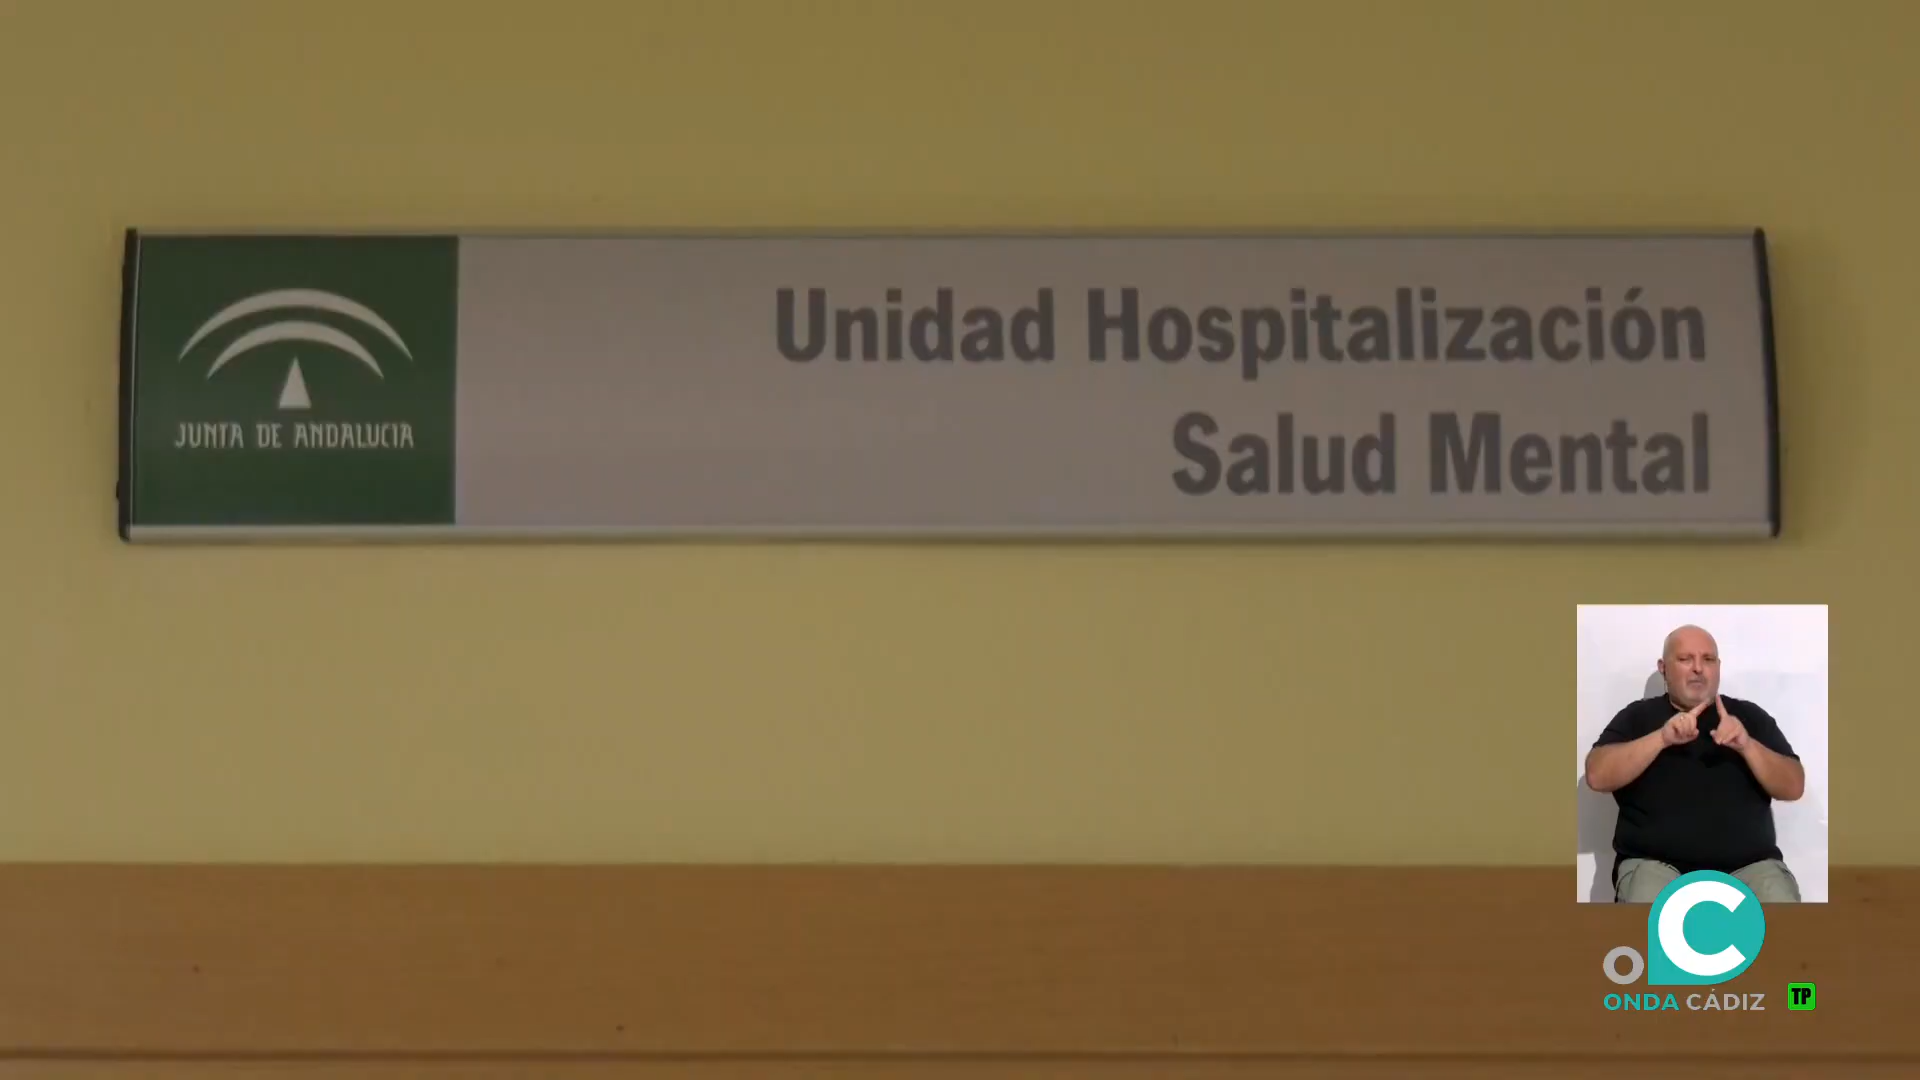 Unidad Hospitalización
Salud Mental
JUNTA DE ANDALUCIA
C
O
ONDA CÁDIZ
TP